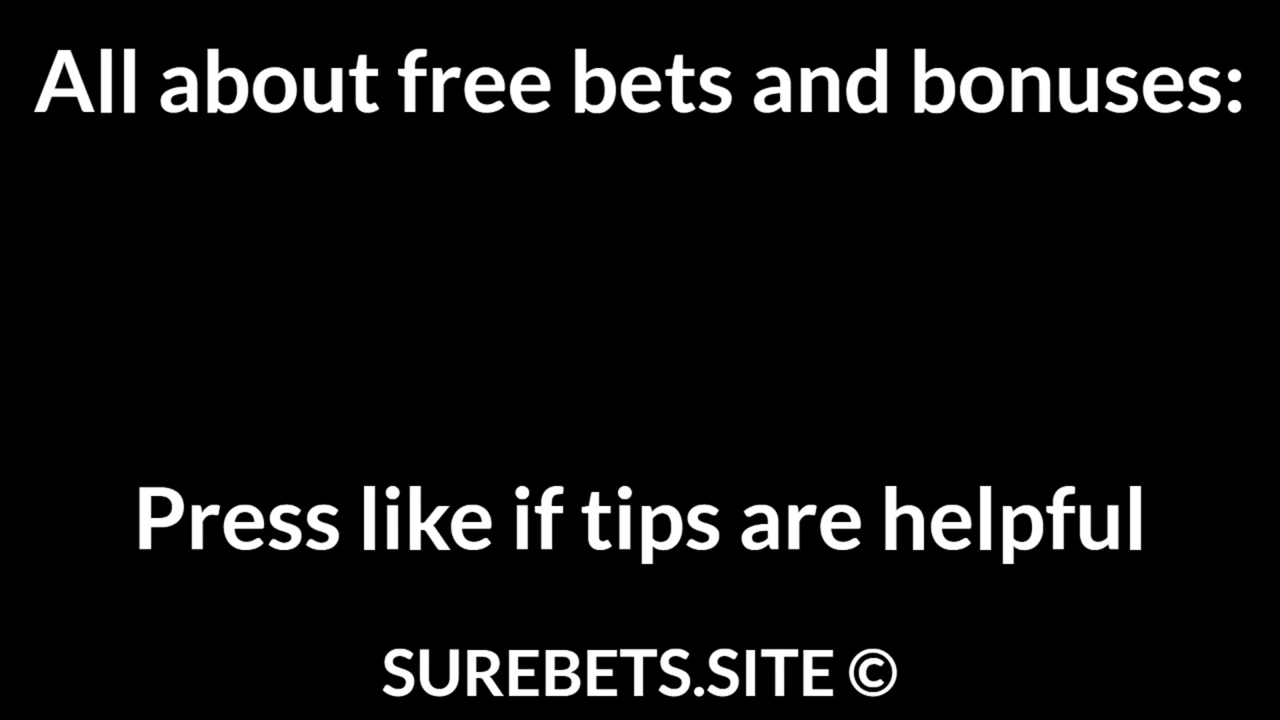 All about free bets and bonuses:
Press like if tips are helpful
SUREBETS.SITE ©